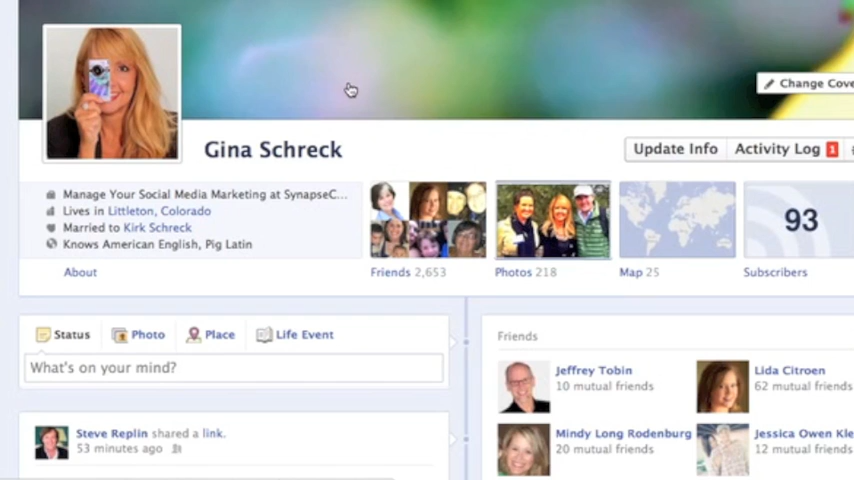 Change Cove
Gina Schreck
Update Info
Activity Log 1
Manage Your Social Media Marketing at SynapseC...
Lives in Littleton, Colorado
Married to Kirk Schreck
Knows American English, Pig Latin
About
93
Friends 2,653
Photos 218
Map 25
Subscribers
Status
Photo
Place
Life Event
What's on your mind?
Steve Replin shared a link.
53 minutes ago
Friends
Jeffrey Tobin
10 mutual friends
Lida Citroen
62 mutual friends
Mindy Long Rodenburg
20 mutual friends
Jessica Owen Kle
12 mutual friends